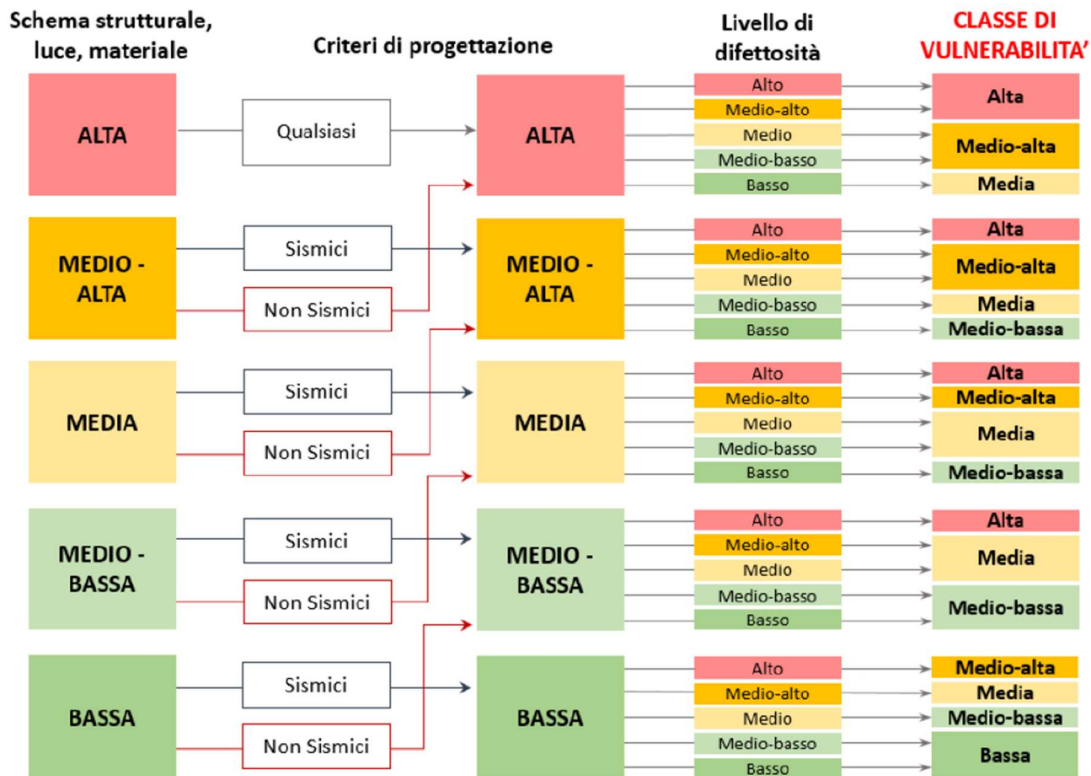 Schema strutturale,
luce, materiale
Criteri di progettazione
Livello di
difettosità
CLASSE DI
VULNERABILITA'
ALTA
Qualsiasi
ALTA
Alto
Medio-alto
Medio
Medio-basso
Basso
Alta
Medio-alta
Media
MEDIO -
ALTA
Sismici
Non Sismici
MEDIO -
ALTA
Alto
Medio-alto
Medio
Medio-basso
Basso
Alta
Medio-alta
Media
Medio-bassa
MEDIA
Sismici
Non Sismici
MEDIA
Alto
Medio-alto
Medio
Medio-basso
Basso
Alta
Medio-alta
Media
Medio-bassa
MEDIO -
BASSA
Sismici
Non Sismici
MEDIO -
BASSA
Alto
Medio-alto
Medio
Medio-basso
Basso
Alta
Media
Medio-bassa
BASSA
Sismici
Non Sismici
BASSA
Alto
Medio-alto
Medio
Medio-basso
Basso
Medio-alta
Media
Medio-bassa
Bassa